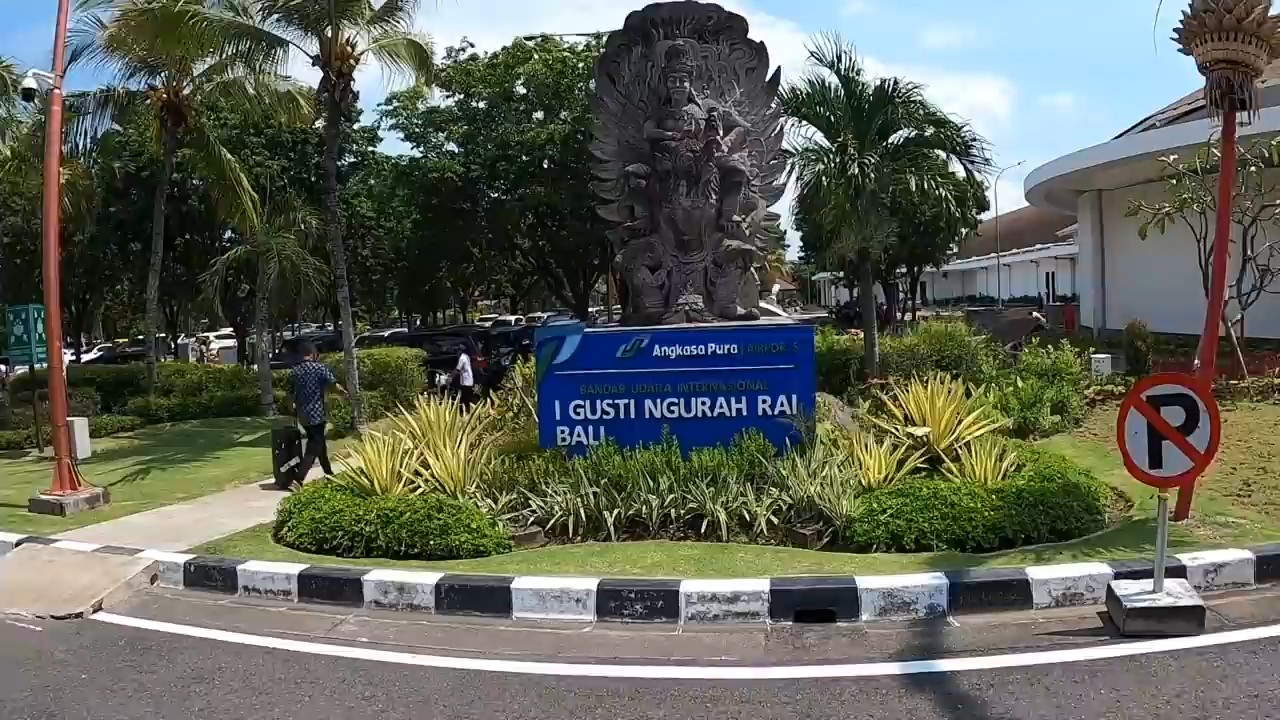 Angkasa Pura | AIRPORTS
BANDAR UDARA INTERNASIONAL
I GUSTI NGURAH RAI
BALI
P